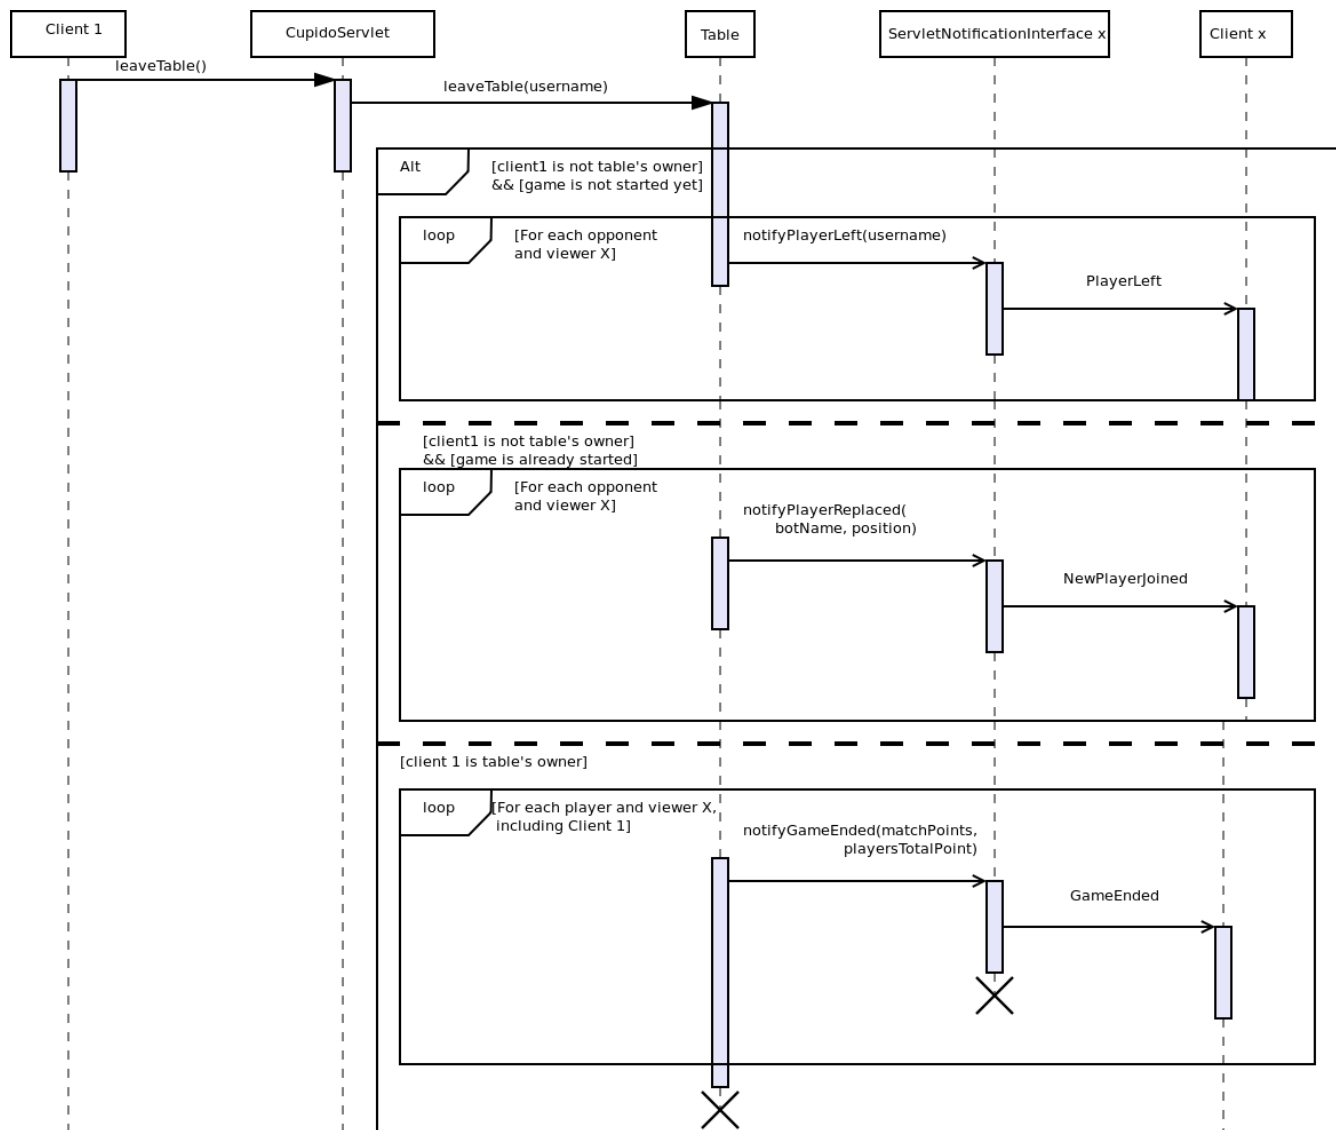 Client 1
CupidoServlet
Table
ServletNotificationInterface x
Client x
leaveTable()
leaveTable(username)
Alt
[client1 is not table's owner]
&& [game is not started yet]
loop
[For each opponent
and viewer X]
notifyPlayerLeft(username)
PlayerLeft
[client1 is not table's owner]
&& [game is already started]
loop
[For each opponent
and viewer X]
notifyPlayerReplaced(
botName, position)
NewPlayerJoined
[client 1 is table's owner]
loop
[For each player and viewer X,
including Client 1]
notifyGameEnded(matchPoints,
playersTotalPoint)
GameEnded